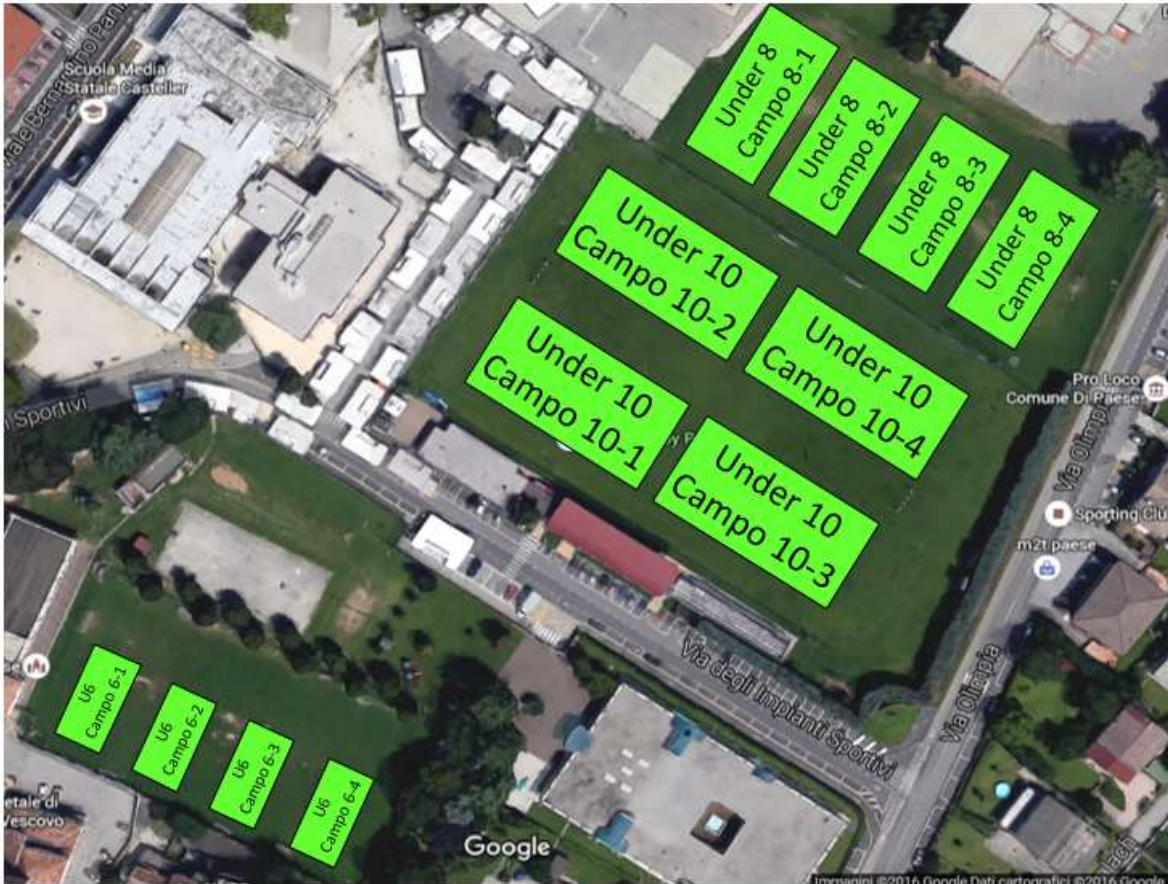 Under 8
Campo 8-1
Under 8
Campo 8-2
Under 8
Campo 8-3
Under 8
Campo 8-4
Under 10
Campo 10-2
Under 10
Campo 10-4
Under 10
Campo 10-1
Under 10
Campo 10-3
U6
Campo 6-1
U6
Campo 6-2
U6
Campo 6-3
U6
Campo 6-4
Scuola Media
Statale Casteller
i Sportivi
Pro Loco
Comune Di Paese
Via Olimpia
Sporting Clu
m2t paese
Via degli Impianti Sportivi
Via Olimpia
etale di
Vescovo
Google
Immagini ©2016 Google Dati cartografici ©2016 Google